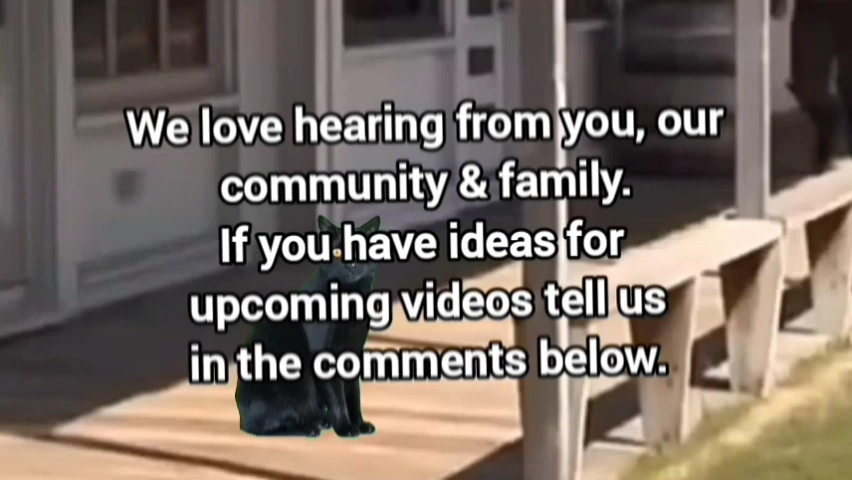 We love hearing from you, our
community & family.
If you have ideas for
upcoming videos tell us
in the comments below.